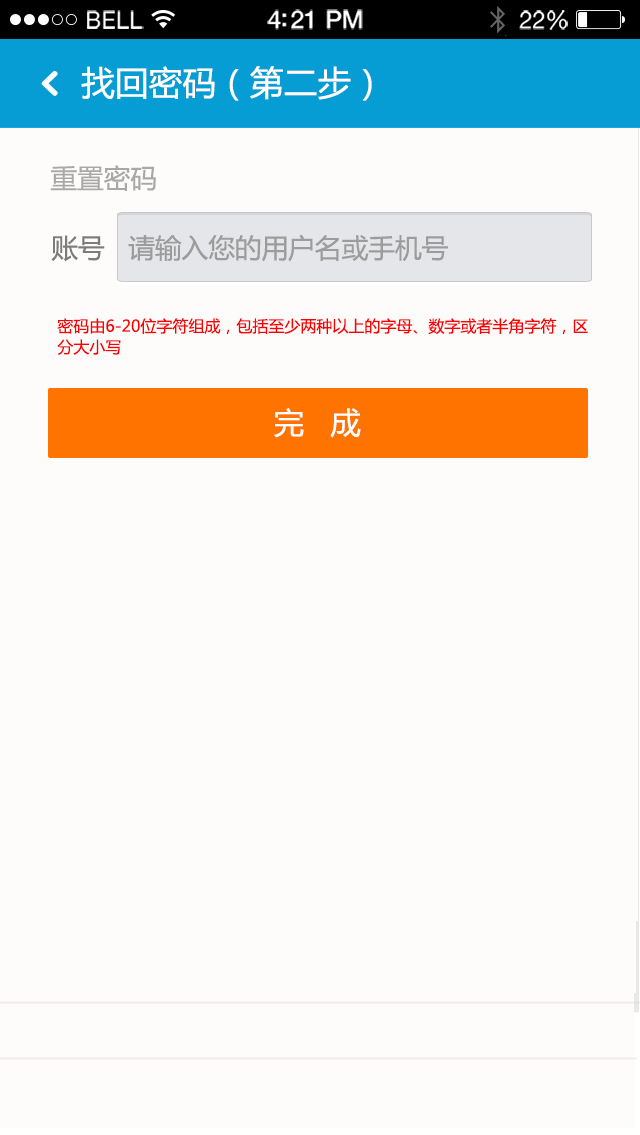 BELL 4:21 PM 22%
找回密码（第二步）
重置密码
账号 请输入您的用户名或手机号
密码由6-20位字符组成，包括至少两种以上的字母、数字或者半角字符，区
分大小写
完 成